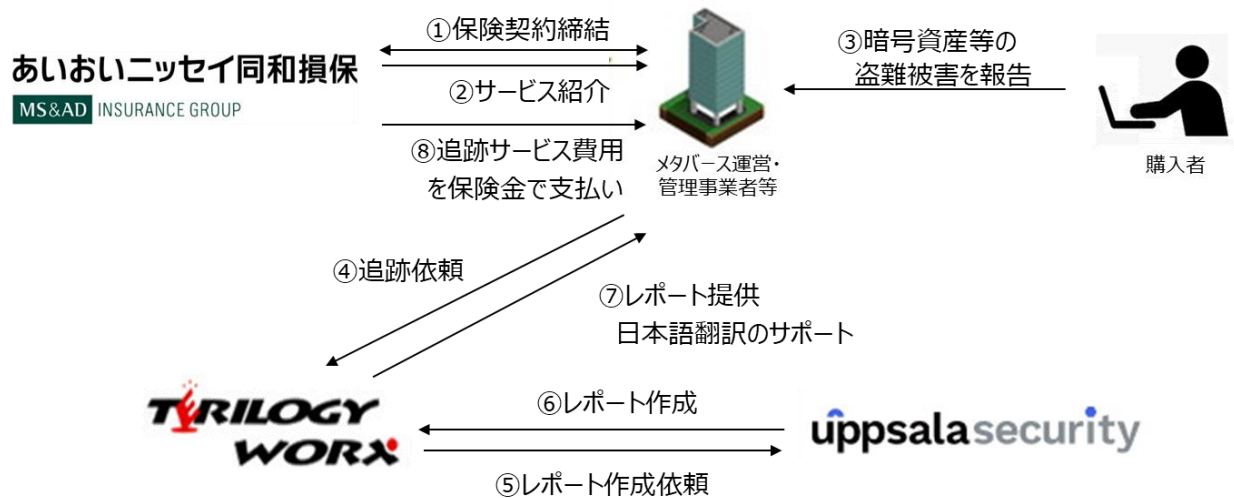 あいおいニッセイ同和損保
MS&AD INSURANCE GROUP
①保険契約締結
②サービス紹介
⑧追跡サービス費用
を保険金で支払い
メタバース運営・
管理事業者等
③暗号資産等の
盗難被害を報告
購入者
④追跡依頼
⑦レポート提供
日本語翻訳のサポート
TERILOGY
WORX
⑥レポート作成
⑤レポート作成依頼
uppsalasecurity